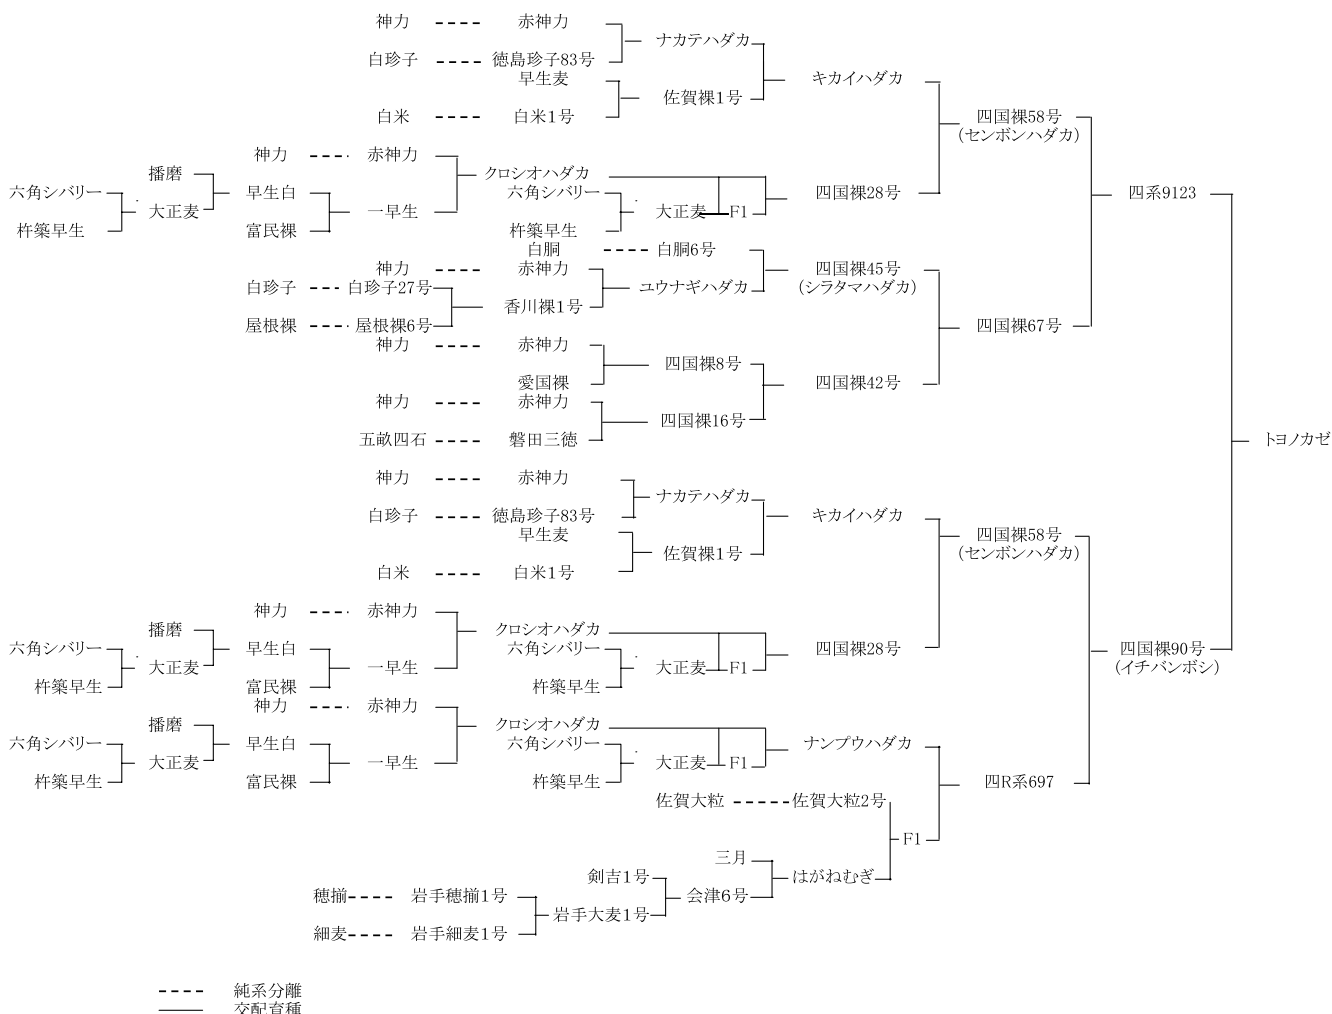 神力 赤神力
ナカテハダカ
白珍子 徳島珍子83号
早生麦 キカイハダカ
佐賀裸1号
白米 白米1号 四国裸58号
(センボンハダカ)
神力 赤神力
播磨 クロシオハダカ
六角シバリー 早生白 六角シバリー 四国裸28号 四系9123
大正麦 一早生 大正麦 F1
杵築早生 富民裸 杵築早生
白胴 白胴6号
神力 赤神力 四国裸45号
白珍子 白珍子27号 ユウナギハダカ (シラタマハダカ)
香川裸1号
屋根裸 屋根裸6号 四国裸67号
神力 赤神力
四国裸8号
愛国裸 四国裸42号
神力 赤神力
四国裸16号
五畝四石 磐田三徳 トヨノカゼ
神力 赤神力
ナカテハダカ
白珍子 徳島珍子83号 キカイハダカ
早生麦 四国裸58号
佐賀裸1号 (センボンハダカ)
白米 白米1号
神力 赤神力
播磨 クロシオハダカ
六角シバリー 早生白 六角シバリー 四国裸28号 四国裸90号
大正麦 一早生 大正麦 F1 (イチバンボシ)
杵築早生 富民裸 杵築早生
神力 赤神力
播磨 クロシオハダカ
六角シバリー 早生白 六角シバリー ナンプウハダカ
大正麦 一早生 大正麦 F1
杵築早生 富民裸 杵築早生 四R系697
佐賀大粒 佐賀大粒2号
F1
三月
剣吉1号 はがねむぎ
穂揃 岩手穂揃1号 会津6号
岩手大麦1号
細麦 岩手細麦1号
純系分離
交配育種